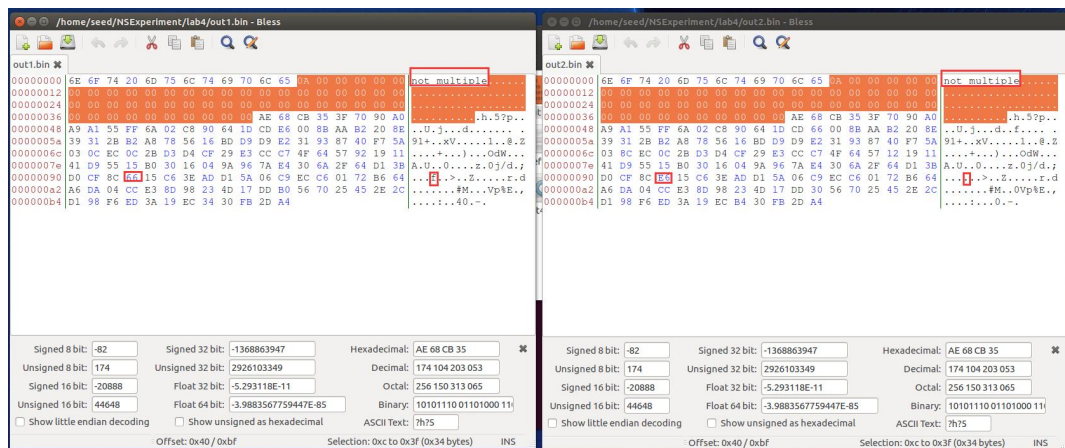 /home/seed/NSExperiment/lab4/out1.bin - Bless
out1.bin
00000000 6E 6F 74 20 6D 75 6C 74 69 70 6C 65 0A 00 00 00 00 00 not multiple......
00000012 00 00 00 00 00 00 00 00 00 00 00 00 00 00 00 00 00 00 ..................
00000024 00 00 00 00 00 00 00 00 00 00 00 00 00 00 00 00 00 00 ..................
00000036 00 00 00 00 00 00 00 00 00 00 AE 68 CB 35 3F 70 90 A0 ...........h.5?p..
00000048 A9 A1 55 FF 6A 02 C8 90 64 1D CD E6 00 8B AA B2 20 8E ..U.j...d....... .
0000005a 39 31 2B B2 A8 78 56 16 BD D9 D9 E2 31 93 87 40 F7 5A 91+..xV.....1..@.Z
0000006c 03 0C EC 0C 2B D3 D4 CF 29 E3 CC C7 4F 64 57 92 19 11 ....+...)...OdW...
0000007e 41 D9 55 15 B0 30 16 04 9A 96 7A E4 30 6A 2F 64 D1 3B A.U..0....z.0j/d.;
00000090 D0 CF 8C 66 15 C6 3E AD D1 5A 06 C9 EC C6 01 72 B6 64 ...f..>..Z.....r.d
000000a2 A6 DA 04 CC E3 8D 98 23 4D 17 DD B0 56 70 25 45 2E 2C .......#M...Vp%E.,
000000b4 D1 98 F6 ED 3A 19 EC 34 30 FB 2D A4 ....:..40.-.
Signed 8 bit: -82 Signed 32 bit: -1368863947 Hexadecimal: AE 68 CB 35
Unsigned 8 bit: 174 Unsigned 32 bit: 2926103349 Decimal: 174 104 203 053
Signed 16 bit: -20888 Float 32 bit: -5.293118E-11 Octal: 256 150 313 065
Unsigned 16 bit: 44648 Float 64 bit: -3.9883567759447E-85 Binary: 10101110 01101000 11
Show little endian decoding Show unsigned as hexadecimal ASCII Text: ?h?5
Offset: 0x40 / 0xbf Selection: 0xc to 0x3f (0x34 bytes) INS
/home/seed/NSExperiment/lab4/out2.bin - Bless
out2.bin
00000000 6E 6F 74 20 6D 75 6C 74 69 70 6C 65 0A 00 00 00 00 00 not multiple......
00000012 00 00 00 00 00 00 00 00 00 00 00 00 00 00 00 00 00 00 ..................
00000024 00 00 00 00 00 00 00 00 00 00 00 00 00 00 00 00 00 00 ..................
00000036 00 00 00 00 00 00 00 00 00 00 AE 68 CB 35 3F 70 90 A0 ...........h.5?p..
00000048 A9 A1 55 FF 6A 02 C8 90 64 1D CD 66 00 8B AA B2 20 8E ..U.j...d..f.... .
0000005a 39 31 2B B2 A8 78 56 16 BD D9 D9 E2 31 93 87 40 F7 5A 91+..xV.....1..@.Z
0000006c 03 8C EC 0C 2B D3 D4 CF 29 E3 CC C7 4F 64 57 12 19 11 ....+...)...OdW...
0000007e 41 D9 55 15 B0 30 16 04 9A 96 7A E4 30 6A 2F 64 D1 3B A.U..0....z.0j/d.;
00000090 D0 CF 8C E6 15 C6 3E AD D1 5A 06 C9 EC C6 01 72 B6 64 ......>..Z.....r.d
000000a2 A6 DA 04 CC E3 8D 98 23 4D 17 DD 30 56 70 25 45 2E 2C .......#M..0Vp%E.,
000000b4 D1 98 F6 ED 3A 19 EC B4 30 FB 2D A4 ....:...0.-.
Signed 8 bit: -82 Signed 32 bit: -1368863947 Hexadecimal: AE 68 CB 35
Unsigned 8 bit: 174 Unsigned 32 bit: 2926103349 Decimal: 174 104 203 053
Signed 16 bit: -20888 Float 32 bit: -5.293118E-11 Octal: 256 150 313 065
Unsigned 16 bit: 44648 Float 64 bit: -3.9883567759447E-85 Binary: 10101110 01101000 11
Show little endian decoding Show unsigned as hexadecimal ASCII Text: ?h?5
Offset: 0x40 / 0xbf Selection: 0xc to 0x3f (0x34 bytes) INS